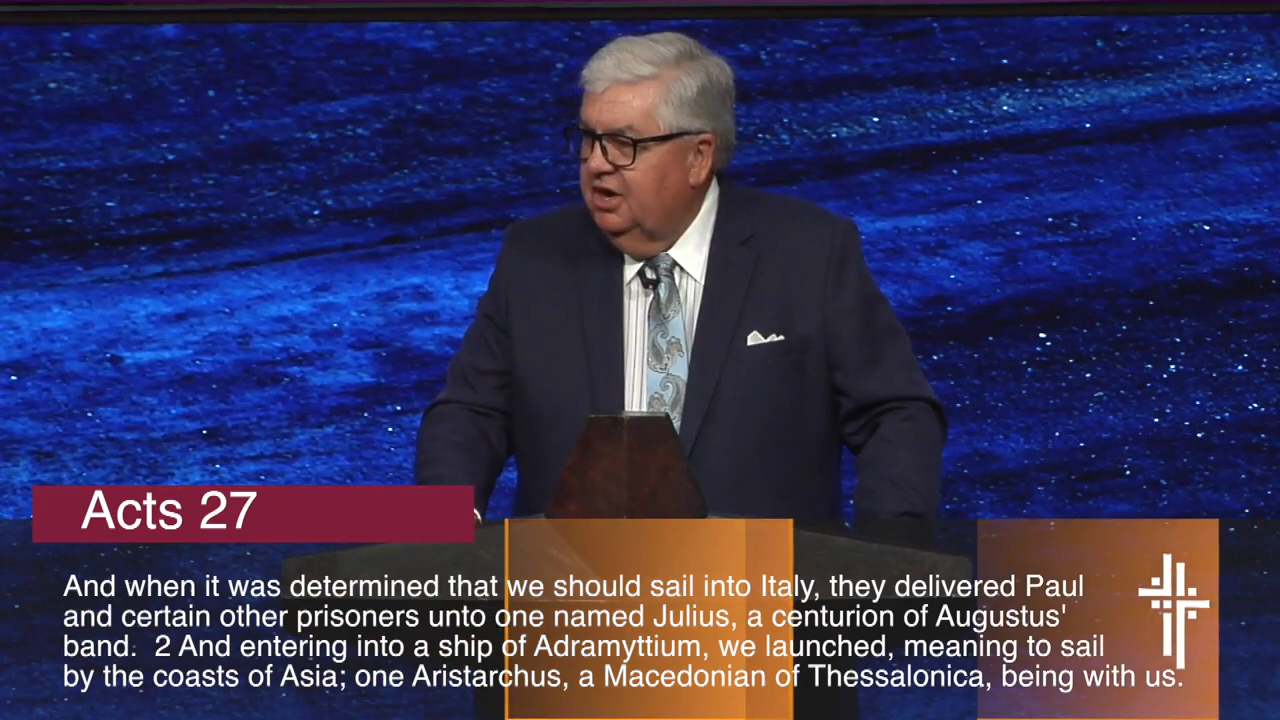 Acts 27
And when it was determined that we should sail into Italy, they delivered Paul
and certain other prisoners unto one named Julius, a centurion of Augustus'
band.  2 And entering into a ship of Adramyttium, we launched, meaning to sail
by the coasts of Asia; one Aristarchus, a Macedonian of Thessalonica, being with us.